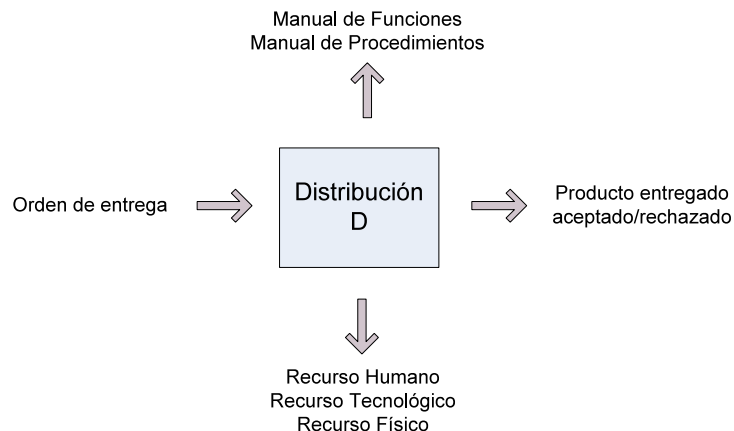 Manual de Funciones
Manual de Procedimientos
Orden de entrega
Distribución
D
Producto entregado
aceptado/rechazado
Recurso Humano
Recurso Tecnológico
Recurso Físico